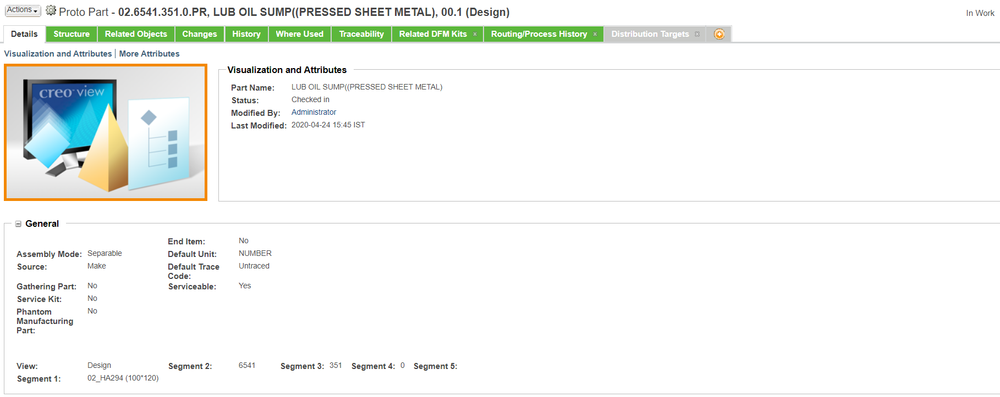 Actions
Proto Part - 02.6541.351.0.PR, LUB OIL SUMP((PRESSED SHEET METAL), 00.1 (Design)
In Work
Details Structure Related Objects Changes History Where Used Traceability Related DFM Kits x Routing/Process History x Distribution Targets x
Visualization and Attributes | More Attributes
creo view
Visualization and Attributes
Part Name: LUB OIL SUMP((PRESSED SHEET METAL)
Status: Checked in
Modified By: Administrator
Last Modified: 2020-04-24 15:45 IST
General
End Item: No
Assembly Mode: Separable Default Unit: NUMBER
Source: Make Default Trace Untraced
Code:
Gathering Part: No Serviceable: Yes
Service Kit: No
Phantom No
Manufacturing
Part:
View: Design Segment 2: 6541 Segment 3: 351 Segment 4: 0 Segment 5:
Segment 1: 02_HA294 (100*120)